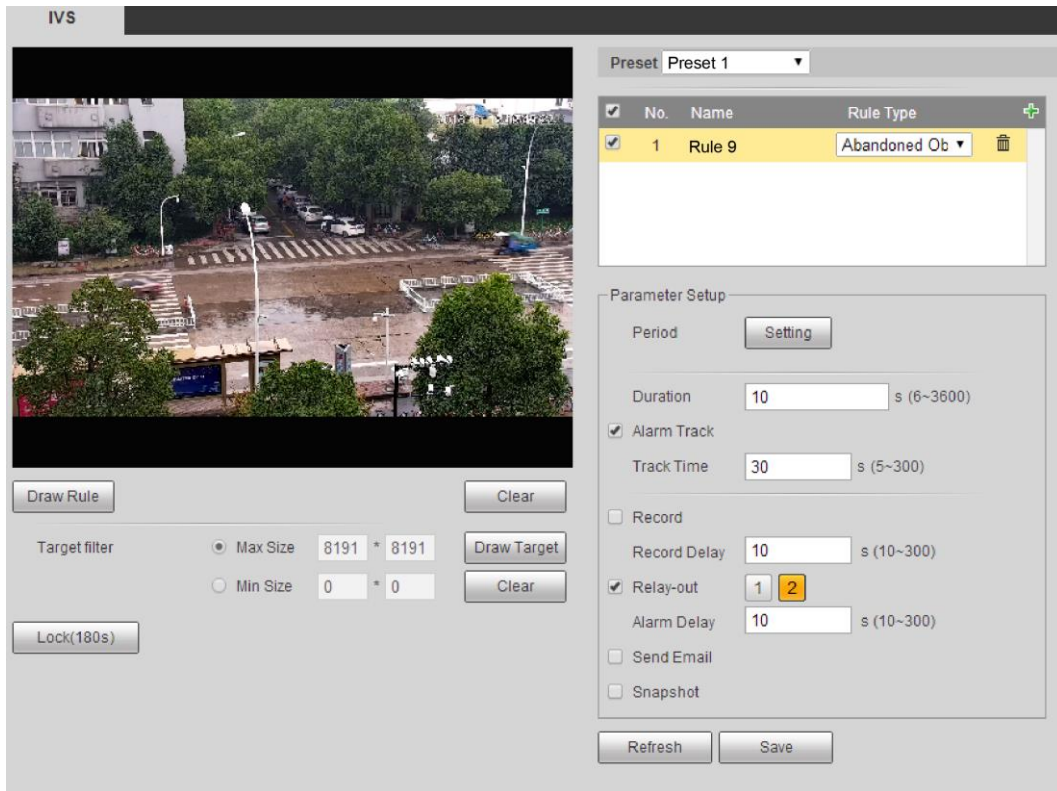 IVS
Preset Preset 1
No. Name Rule Type
1 Rule 9 Abandoned Ob
Parameter Setup
Period Setting
Duration 10 s (6~3600)
Alarm Track
Track Time 30 s (5~300)
Record
Record Delay 10 s (10~300)
Relay-out 1 2
Alarm Delay 10 s (10~300)
Send Email
Snapshot
Refresh Save
Draw Rule Clear
Target filter Max Size 8191 * 8191 Draw Target
Min Size 0 * 0 Clear
Lock(180s)